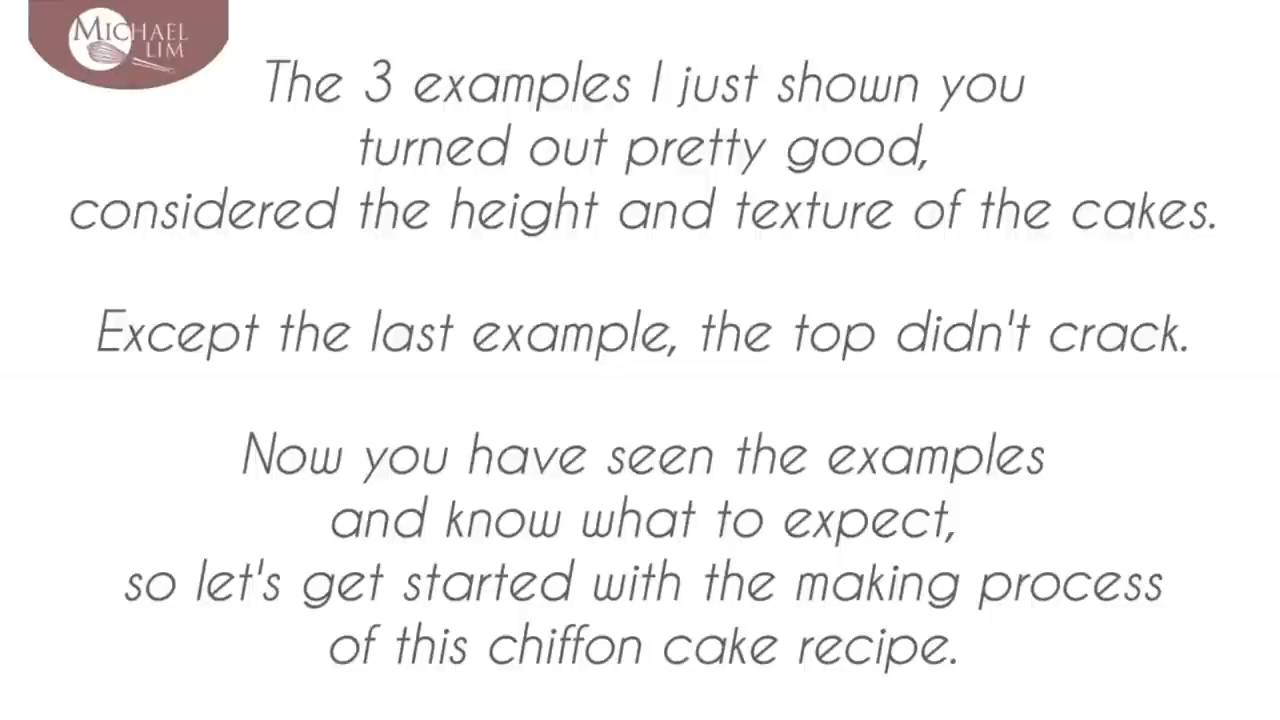 MICHAEL
LIM
The 3 examples I just shown you
turned out pretty good,
considered the height and texture of the cakes.
Except the last example, the top didn't crack.
Now you have seen the examples
and know what to expect,
so let's get started with the making process
of this chiffon cake recipe.